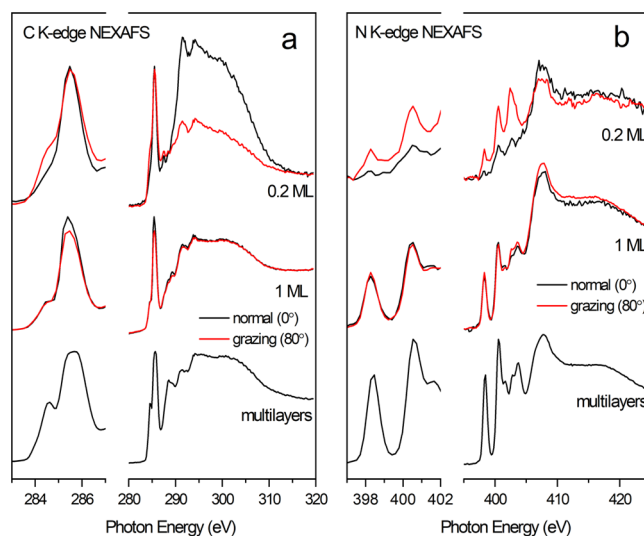 C K-edge NEXAFS
a
0.2 ML
1 ML
normal (0°)
grazing (80°)
multilayers
284 286 280 290 300 310 320
Photon Energy (eV)
N K-edge NEXAFS
b
0.2 ML
1 ML
normal (0°)
grazing (80°)
multilayers
398 400 402 400 410 420
Photon Energy (eV)